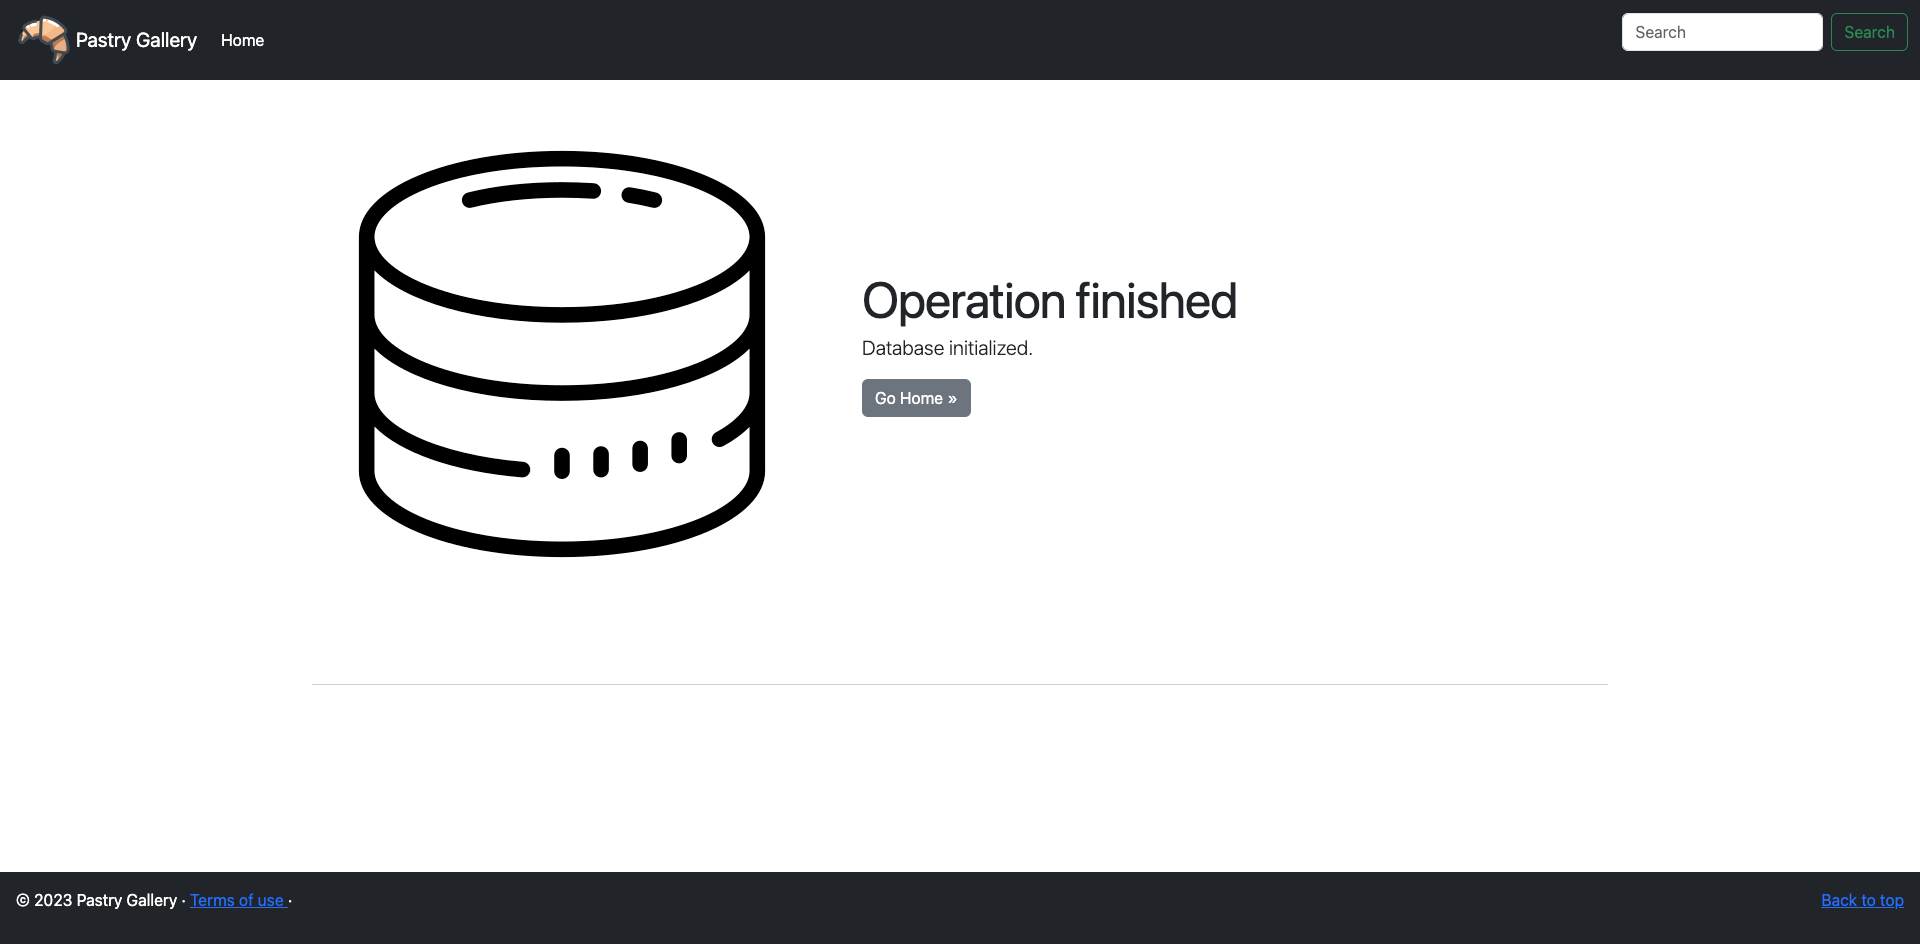 Pastry Gallery Home Search Search
Operation finished
Database initialized.
Go Home »
© 2023 Pastry Gallery · Terms of use · Back to top